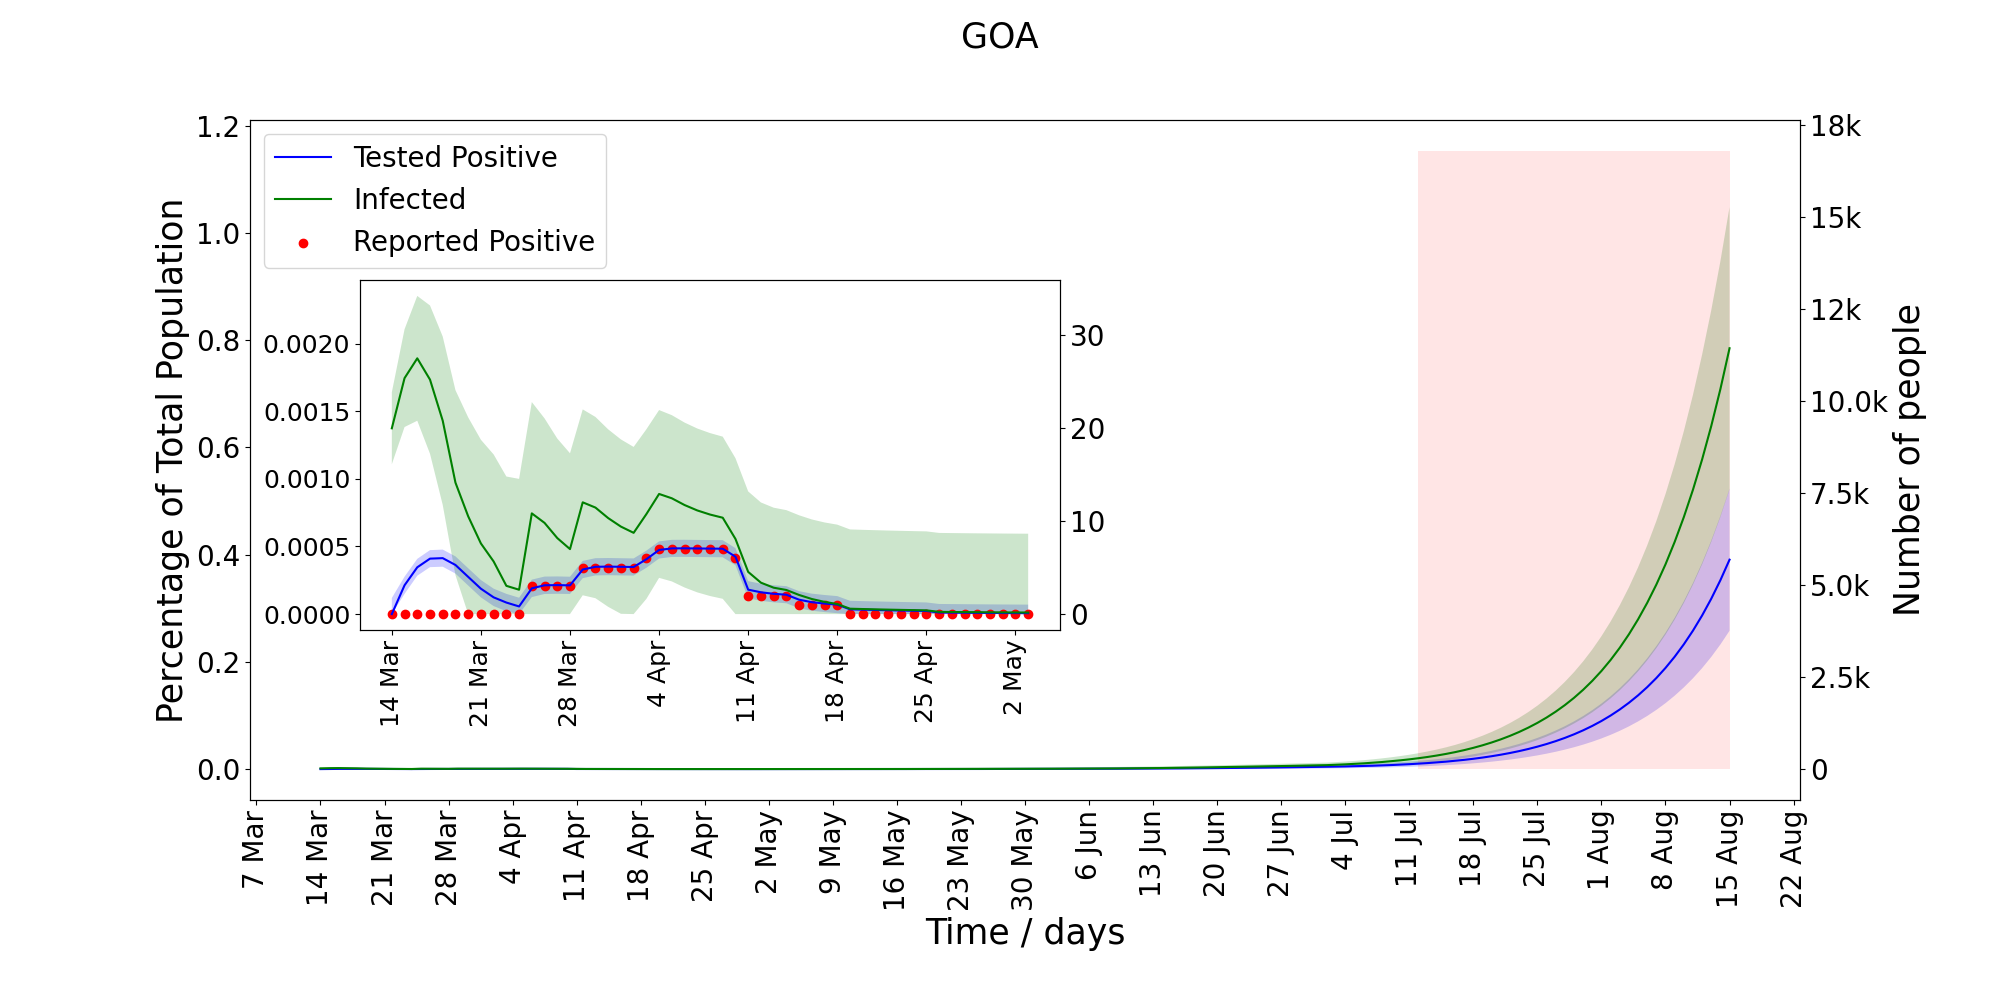 GOA
Tested Positive
Infected
Reported Positive
Percentage of Total Population
1.2
1.0
0.8
0.6
0.4
0.2
0.0
18k
15k
12k
10.0k
7.5k
5.0k
2.5k
0
Number of people
0.0020
0.0015
0.0010
0.0005
0.0000
30
20
10
0
14 Mar
21 Mar
28 Mar
4 Apr
11 Apr
18 Apr
25 Apr
2 May
7 Mar
14 Mar
21 Mar
28 Mar
4 Apr
11 Apr
18 Apr
25 Apr
2 May
9 May
16 May
23 May
30 May
6 Jun
13 Jun
20 Jun
27 Jun
4 Jul
11 Jul
18 Jul
25 Jul
1 Aug
8 Aug
15 Aug
22 Aug
Time / days